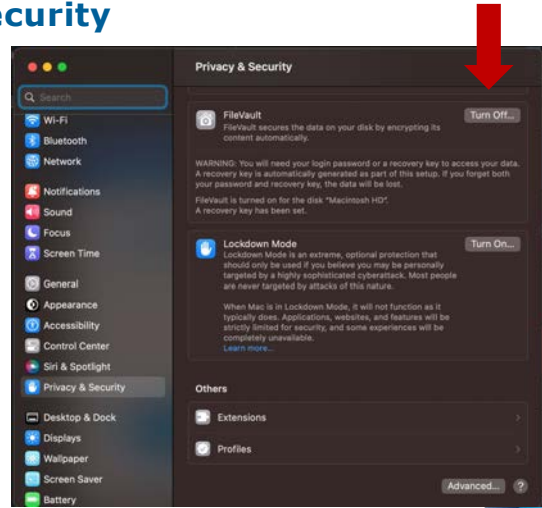 ecurity
Privacy & Security
Search
Wi-Fi
Bluetooth
Network
Notifications
Sound
Focus
Screen Time
General
Appearance
Accessibility
Control Center
Siri & Spotlight
Privacy & Security
Desktop & Dock
Displays
Wallpaper
Screen Saver
Battery
FileVault
Turn Off...
FileVault secures the data on your disk by encrypting its
content automatically.
WARNING: You will need your login password or a recovery key to access your data.
A recovery key is automatically generated as part of this setup. If you forget both
your password and recovery key, the data will be lost.
FileVault is turned on for the disk "Macintosh HD".
A recovery key has been set.
Lockdown Mode
Turn On...
Lockdown Mode is an extreme, optional protection that
should only be used if you believe you may be personally
targeted by a highly sophisticated cyberattack. Most people
are never targeted by attacks of this nature.
When Mac is in Lockdown Mode, it will not function as it
typically does. Applications, websites, and features will be
strictly limited for security, and some experiences will be
completely unavailable.
Learn more...
Others
Extensions
Profiles
Advanced...
?